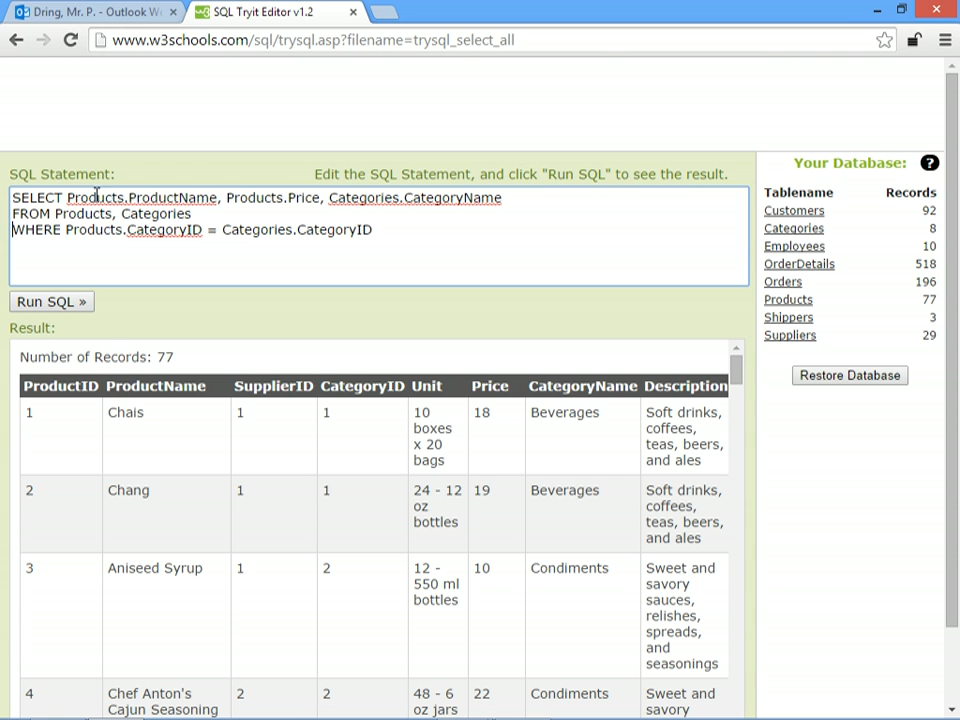 Dring, Mr. P. - Outlook W
SQL Tryit Editor v1.2
www.w3schools.com/sql/trysql.asp?filename=trysql_select_all
SQL Statement:
Edit the SQL Statement, and click "Run SQL" to see the result.
SELECT Products.ProductName, Products.Price, Categories.CategoryName
FROM Products, Categories
WHERE Products.CategoryID = Categories.CategoryID
Run SQL »
Result:
Number of Records: 77
ProductID ProductName SupplierID CategoryID Unit Price CategoryName Description
1 Chais 1 1 10 boxes x 20 bags 18 Beverages Soft drinks, coffees, teas, beers, and ales
2 Chang 1 1 24 - 12 oz bottles 19 Beverages Soft drinks, coffees, teas, beers, and ales
3 Aniseed Syrup 1 2 12 - 550 ml bottles 10 Condiments Sweet and savory sauces, relishes, spreads, and seasonings
4 Chef Anton's Cajun Seasoning 2 2 48 - 6 oz jars 22 Condiments Sweet and savory
Your Database: ?
Tablename Records
Customers 92
Categories 8
Employees 10
OrderDetails 518
Orders 196
Products 77
Shippers 3
Suppliers 29
Restore Database